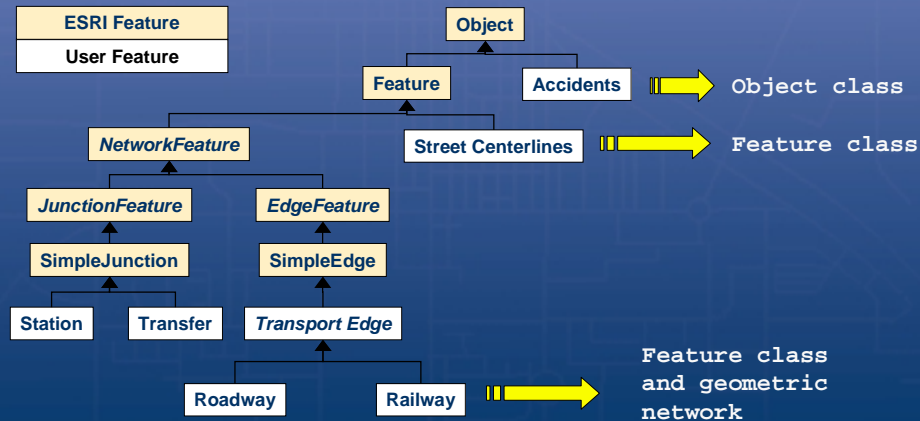 ESRI Feature
User Feature
Object
Feature
Accidents
Object class
NetworkFeature
Street Centerlines
Feature class
JunctionFeature
EdgeFeature
SimpleJunction
SimpleEdge
Station
Transfer
Transport Edge
Roadway
Railway
Feature class
and geometric
network